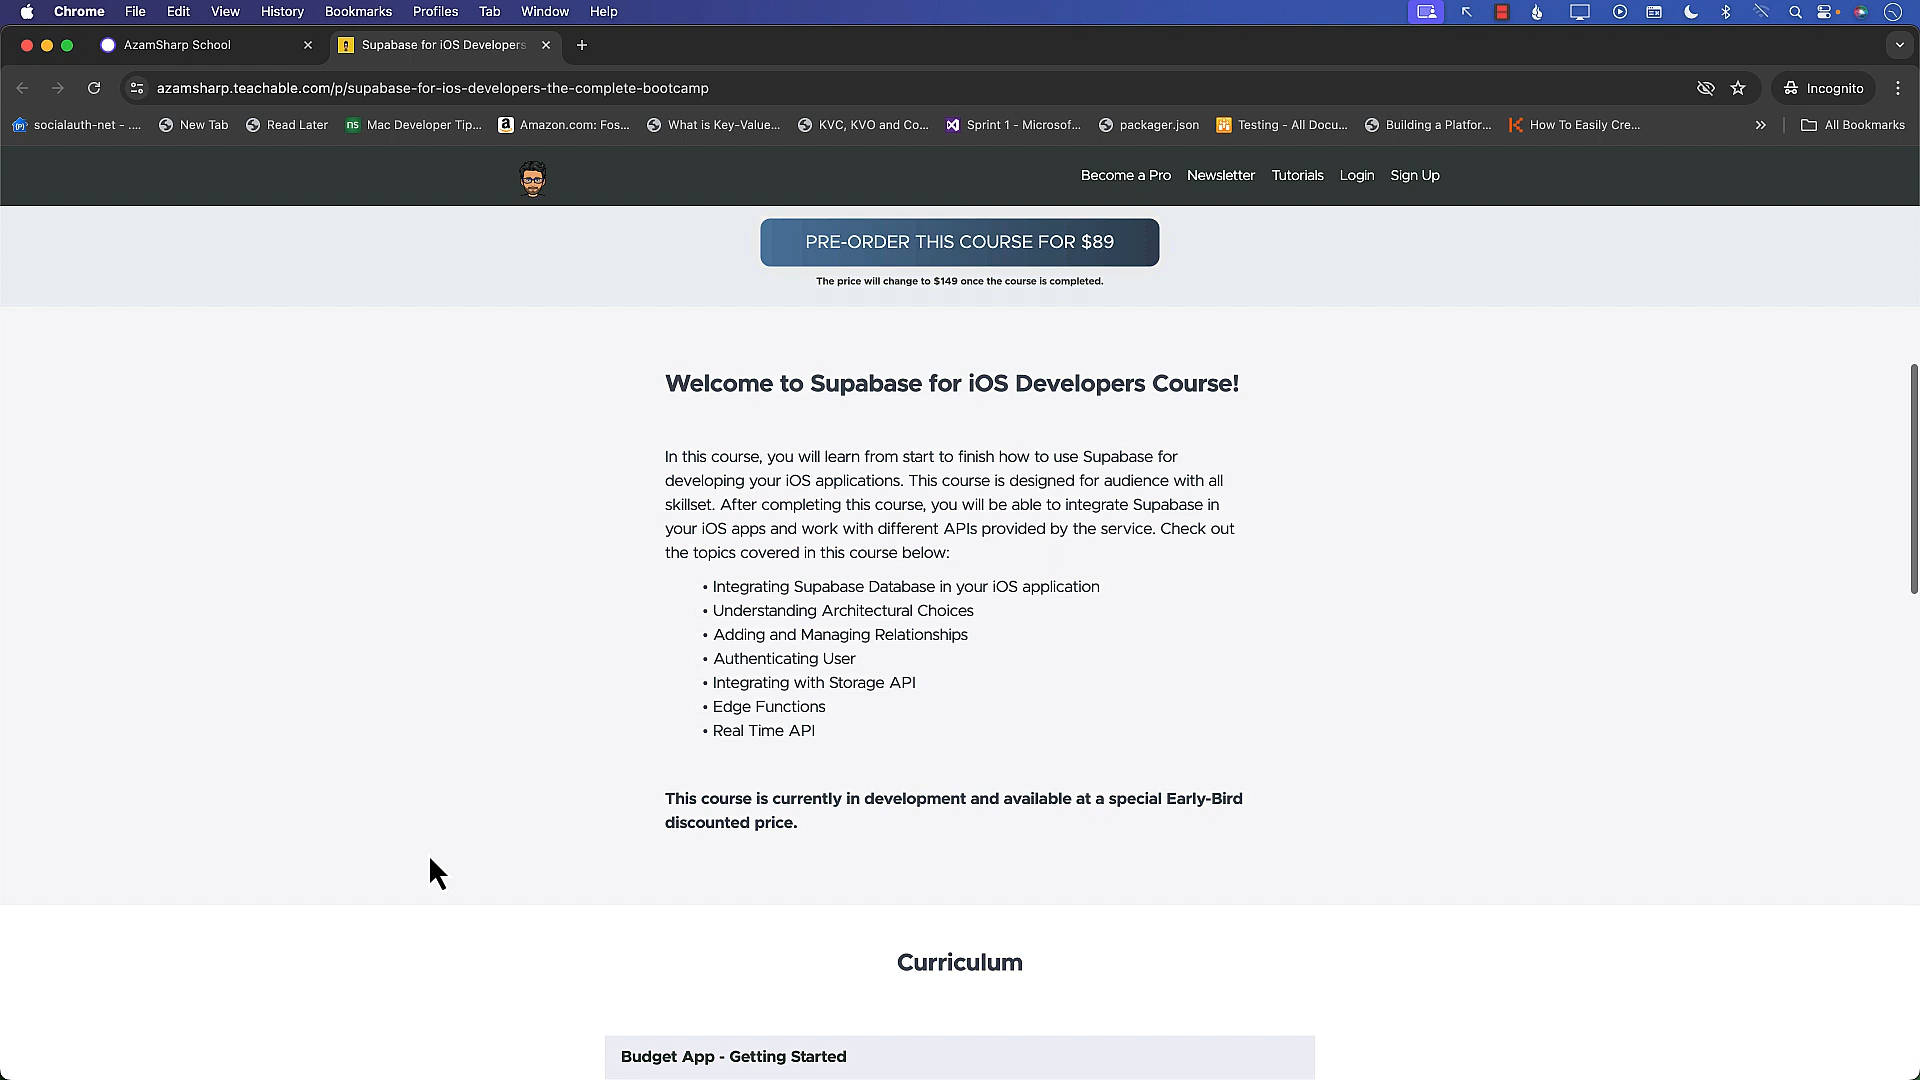 Chrome File Edit View History Bookmarks Profiles Tab Window Help
AzamSharp School
Supabase for iOS Developers
azamsharp.teachable.com/p/supabase-for-ios-developers-the-complete-bootcamp
Incognito
socialauth-net - .... New Tab Read Later ns Mac Developer Tip... Amazon.com: Fos... What is Key-Value... KVC, KVO and Co... Sprint 1 - Microsof... packager.json Testing - All Docu... Building a Platfor... How To Easily Cre... » All Bookmarks
Become a Pro Newsletter Tutorials Login Sign Up
PRE-ORDER THIS COURSE FOR $89
The price will change to $149 once the course is completed.
Welcome to Supabase for iOS Developers Course!
In this course, you will learn from start to finish how to use Supabase for
developing your iOS applications. This course is designed for audience with all
skillset. After completing this course, you will be able to integrate Supabase in
your iOS apps and work with different APIs provided by the service. Check out
the topics covered in this course below:
• Integrating Supabase Database in your iOS application
• Understanding Architectural Choices
• Adding and Managing Relationships
• Authenticating User
• Integrating with Storage API
• Edge Functions
• Real Time API
This course is currently in development and available at a special Early-Bird
discounted price.
Curriculum
Budget App - Getting Started